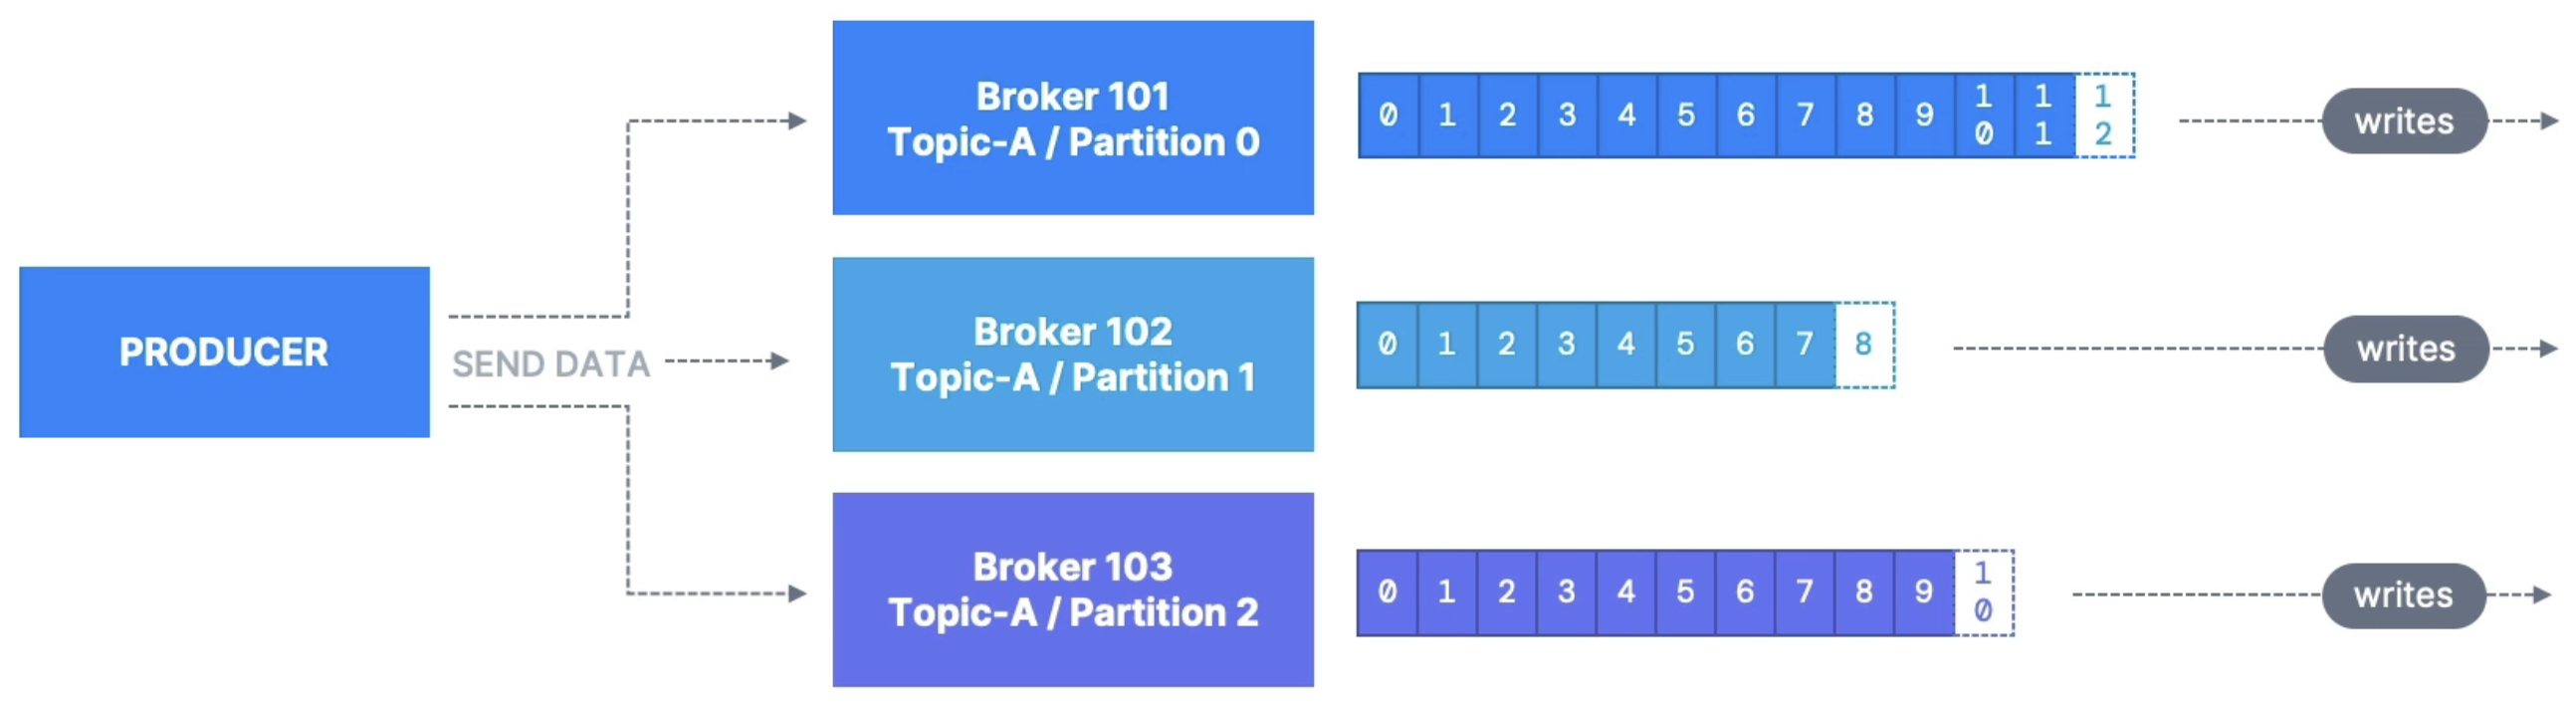 PRODUCER
SEND DATA
Broker 101
Topic-A / Partition 0
0 1 2 3 4 5 6 7 8 9 10 11 12
writes
Broker 102
Topic-A / Partition 1
0 1 2 3 4 5 6 7 8
writes
Broker 103
Topic-A / Partition 2
0 1 2 3 4 5 6 7 8 9 10
writes